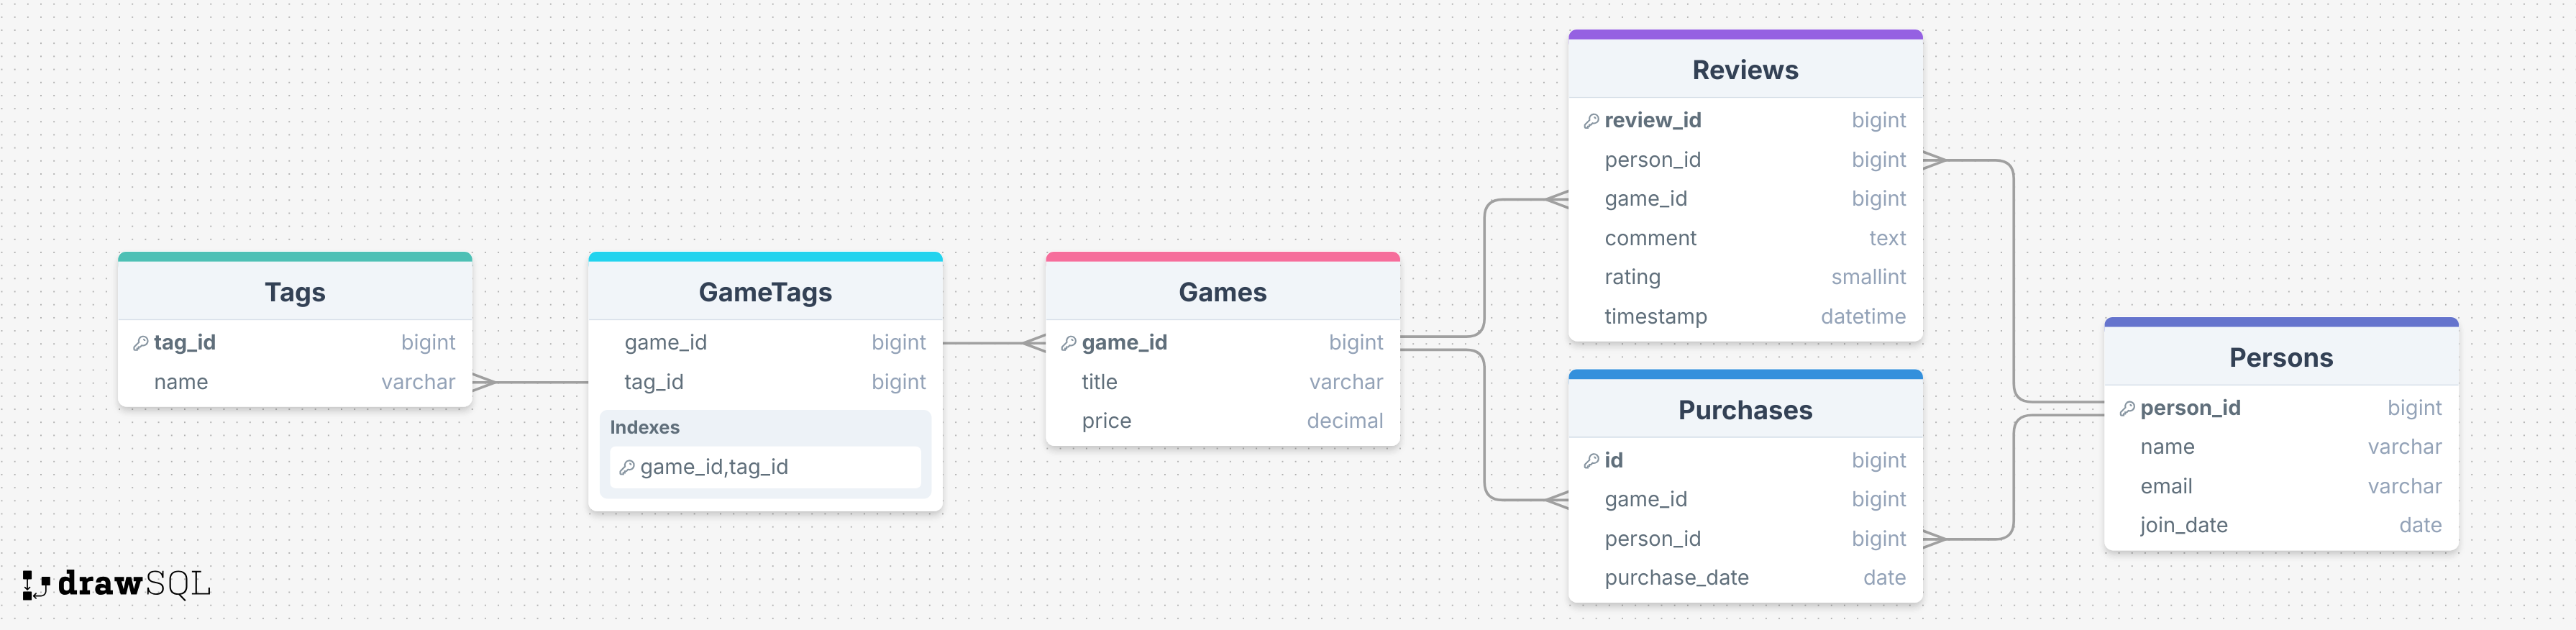 Tags
tag_id bigint
name varchar
GameTags
game_id bigint
tag_id bigint
Indexes
game_id,tag_id
Games
game_id bigint
title varchar
price decimal
Reviews
review_id bigint
person_id bigint
game_id bigint
comment text
rating smallint
timestamp datetime
Purchases
id bigint
game_id bigint
person_id bigint
purchase_date date
Persons
person_id bigint
name varchar
email varchar
join_date date
drawSQL